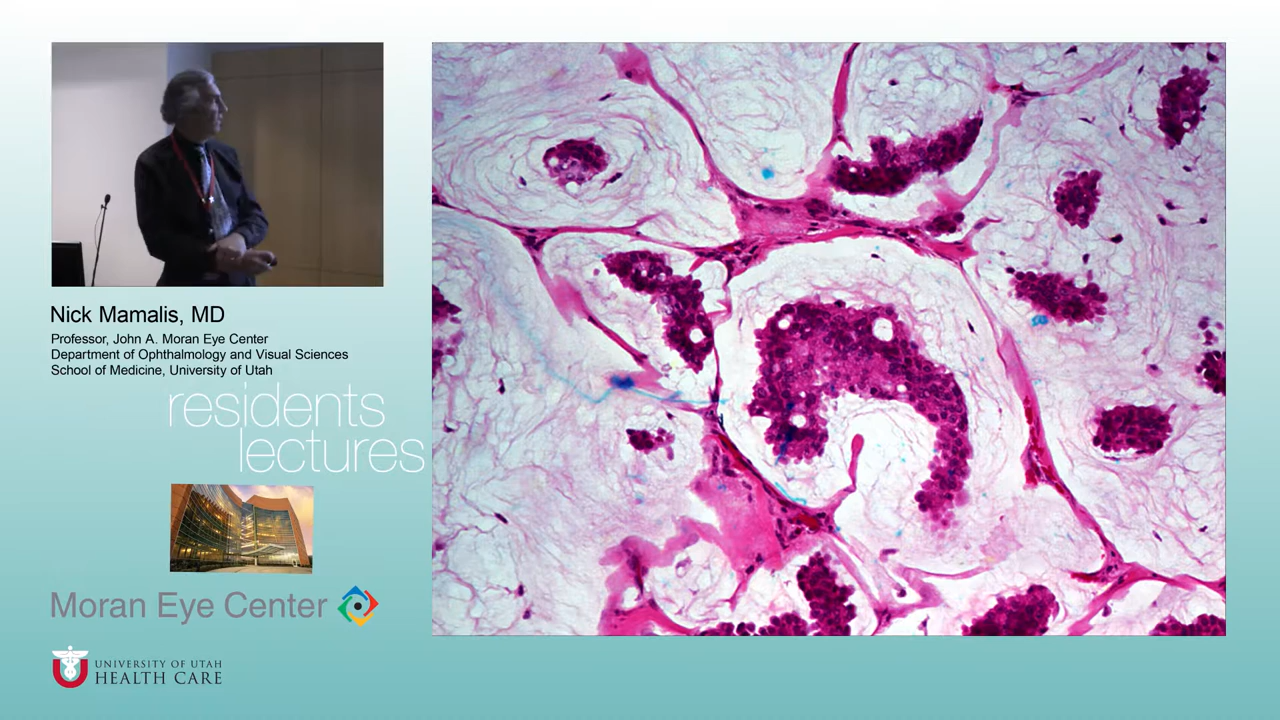 Nick Mamalis, MD
Professor, John A. Moran Eye Center
Department of Ophthalmology and Visual Sciences
School of Medicine, University of Utah
residents
lectures
Moran Eye Center
UNIVERSITY OF UTAH
HEALTH CARE